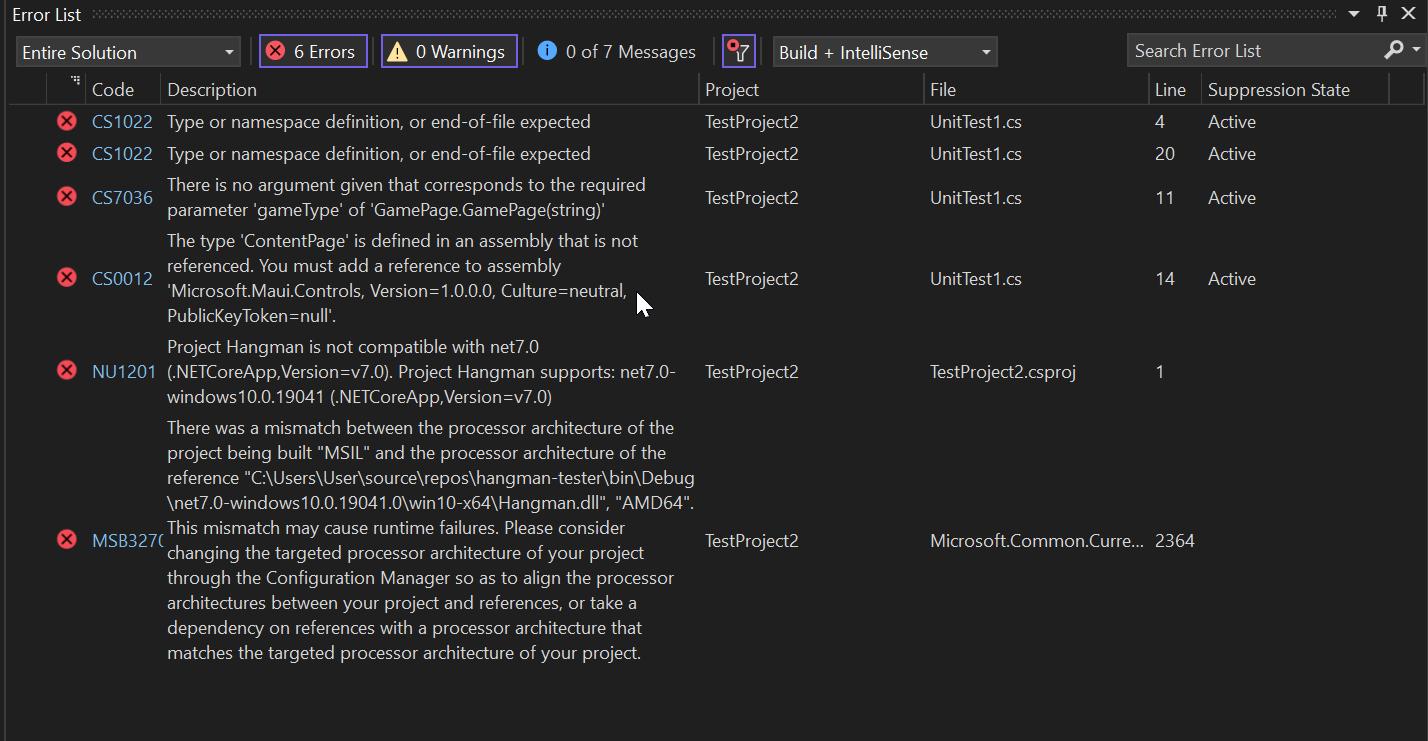 Error List
Entire Solution
6 Errors
0 Warnings
0 of 7 Messages
Build + IntelliSense
Search Error List
Code Description Project File Line Suppression State
CS1022 Type or namespace definition, or end-of-file expected TestProject2 UnitTest1.cs 4 Active
CS1022 Type or namespace definition, or end-of-file expected TestProject2 UnitTest1.cs 20 Active
There is no argument given that corresponds to the required
CS7036 TestProject2 UnitTest1.cs 11 Active
parameter 'gameType' of 'GamePage.GamePage(string)'
The type 'ContentPage' is defined in an assembly that is not
referenced. You must add a reference to assembly
CS0012 TestProject2 UnitTest1.cs 14 Active
'Microsoft.Maui.Controls, Version=1.0.0.0, Culture=neutral,
PublicKeyToken=null'.
Project Hangman is not compatible with net7.0
NU1201 (.NETCoreApp,Version=v7.0). Project Hangman supports: net7.0- TestProject2 TestProject2.csproj 1
windows10.0.19041 (.NETCoreApp,Version=v7.0)
There was a mismatch between the processor architecture of the
project being built "MSIL" and the processor architecture of the
reference "C:\Users\User\source\repos\hangman-tester\bin\Debug
\net7.0-windows10.0.19041.0\win10-x64\Hangman.dll", "AMD64".
This mismatch may cause runtime failures. Please consider
MSB3270 TestProject2 Microsoft.Common.Curre... 2364
changing the targeted processor architecture of your project
through the Configuration Manager so as to align the processor
architectures between your project and references, or take a
dependency on references with a processor architecture that
matches the targeted processor architecture of your project.